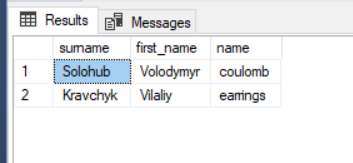 Results Messages
surname first_name name
1 Solohub Volodymyr coulomb
2 Kravchyk Vilaliy earrings